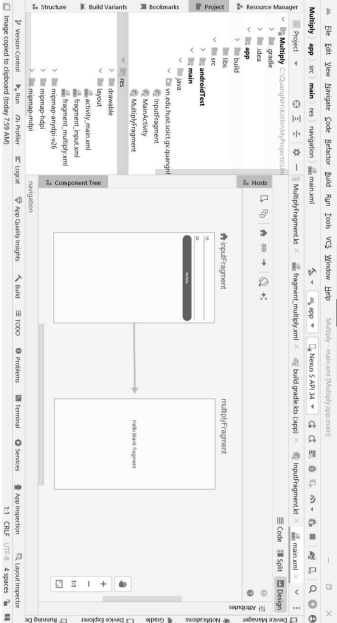 File Edit View Navigate Code Refactor Build Run Tools VCS Window Help
Multiply - main.xml [Multiply.app.main]
Multiply app src main res navigation main.xml
app
Nexus S API 34
Project
MultiplyFragment.kt
fragment_multiply.xml
build.gradle.kts (app)
InputFragment.kt
main.xml
Resource Manager
Project
Bookmarks
Build Variants
Structure
Multiply
.gradle
.idea
app
build
libs
src
androidTest
main
java
InputFragment
MainActivity
MultiplyFragment
res
drawable
layout
activity_main.xml
fragment_input.xml
fragment_multiply.xml
mipmap-anydpi-v26
mipmap-hdpi
mipmap-mdpi
Code
Split
Design
Hosts
Component Tree
inputFragment
multiplyFragment
Hello blank fragment
1:1
navigation
Attributes
Device Manager
Notifications
Gradle
Device Explorer
Running De
Version Control
Run
Profiler
Logcat
App Quality Insights
Build
TODO
Problems
Terminal
Services
App Inspection
Layout Inspector
Image copied to clipboard (today 7:59 AM)
1:1 CRLF UTF-8 4 spaces